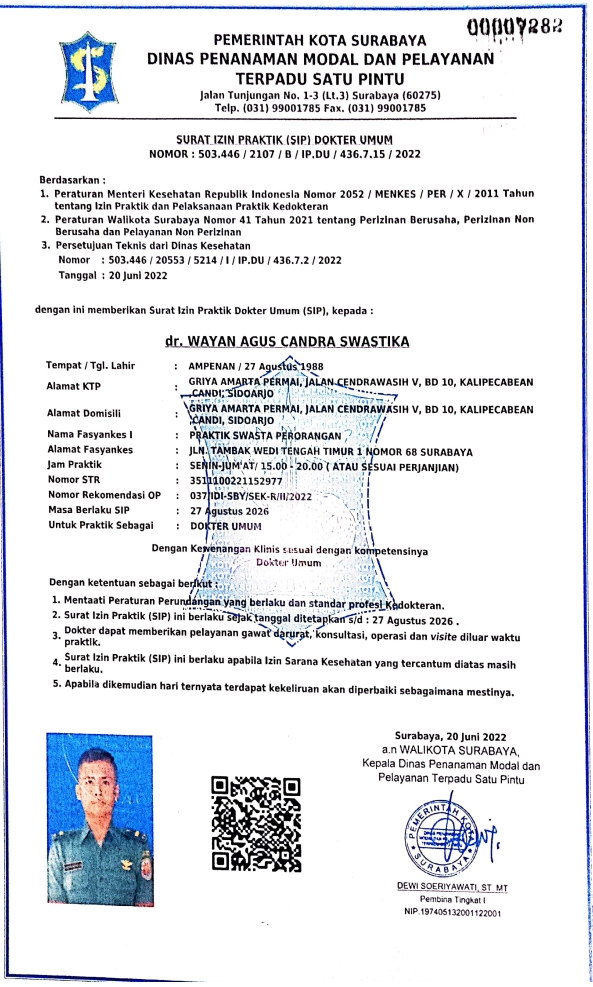 00007282
PEMERINTAH KOTA SURABAYA
DINAS PENANAMAN MODAL DAN PELAYANAN
TERPADU SATU PINTU
Jalan Tunjungan No. 1-3 (Lt.3) Surabaya (60275)
Telp. (031) 99001785 Fax. (031) 99001785
SURAT IZIN PRAKTIK (SIP) DOKTER UMUM
NOMOR : 503.446 / 2107 / B / IP.DU / 436.7.15 / 2022
Berdasarkan :
1. Peraturan Menteri Kesehatan Republik Indonesia Nomor 2052 / MENKES / PER / X / 2011 Tahun
tentang Izin Praktik dan Pelaksanaan Praktik Kedokteran
2. Peraturan Walikota Surabaya Nomor 41 Tahun 2021 tentang Perizinan Berusaha, Perizinan Non
Berusaha dan Pelayanan Non Perizinan
3. Persetujuan Teknis dari Dinas Kesehatan
Nomor : 503.446 / 20553 / 5214 / I / IP.DU / 436.7.2 / 2022
Tanggal : 20 Juni 2022
dengan ini memberikan Surat Izin Praktik Dokter Umum (SIP), kepada :
dr. WAYAN AGUS CANDRA SWASTIKA
Tempat / Tgl. Lahir : AMPENAN / 27 Agustus 1988
Alamat KTP : GRIYA AMARTA PERMAI, JALAN CENDRAWASIH V, BD 10, KALIPECABEAN
,CANDI, SIDOARJO
Alamat Domisili : GRIYA AMARTA PERMAI, JALAN CENDRAWASIH V, BD 10, KALIPECABEAN
,CANDI, SIDOARJO
Nama Fasyankes I : PRAKTIK SWASTA PERORANGAN
Alamat Fasyankes : JLN. TAMBAK WEDI TENGAH TIMUR 1 NOMOR 68 SURABAYA
Jam Praktik : SENIN-JUM'AT/ 15.00 - 20.00 ( ATAU SESUAI PERJANJIAN)
Nomor STR : 3511100221152977
Nomor Rekomendasi OP : 037/IDI-SBY/SEK-R/II/2022
Masa Berlaku SIP : 27 Agustus 2026
Untuk Praktik Sebagai : DOKTER UMUM
Dengan Kewenangan Klinis sesuai dengan kompetensinya
Dokter Umum
Dengan ketentuan sebagai berikut :
1. Mentaati Peraturan Perundangan yang berlaku dan standar profesi Kedokteran.
2. Surat Izin Praktik (SIP) ini berlaku sejak tanggal ditetapkan s/d : 27 Agustus 2026 .
3. Dokter dapat memberikan pelayanan gawat darurat, konsultasi, operasi dan visite diluar waktu
praktik.
4. Surat Izin Praktik (SIP) ini berlaku apabila Izin Sarana Kesehatan yang tercantum diatas masih
berlaku.
5. Apabila dikemudian hari ternyata terdapat kekeliruan akan diperbaiki sebagaimana mestinya.
Surabaya, 20 Juni 2022
a.n WALIKOTA SURABAYA,
Kepala Dinas Penanaman Modal dan
Pelayanan Terpadu Satu Pintu
PEMERINTAH KOTA
SURABAYA
DEWI SOERIYAWATI, ST. MT
Pembina Tingkat I
NIP.197405132001122001